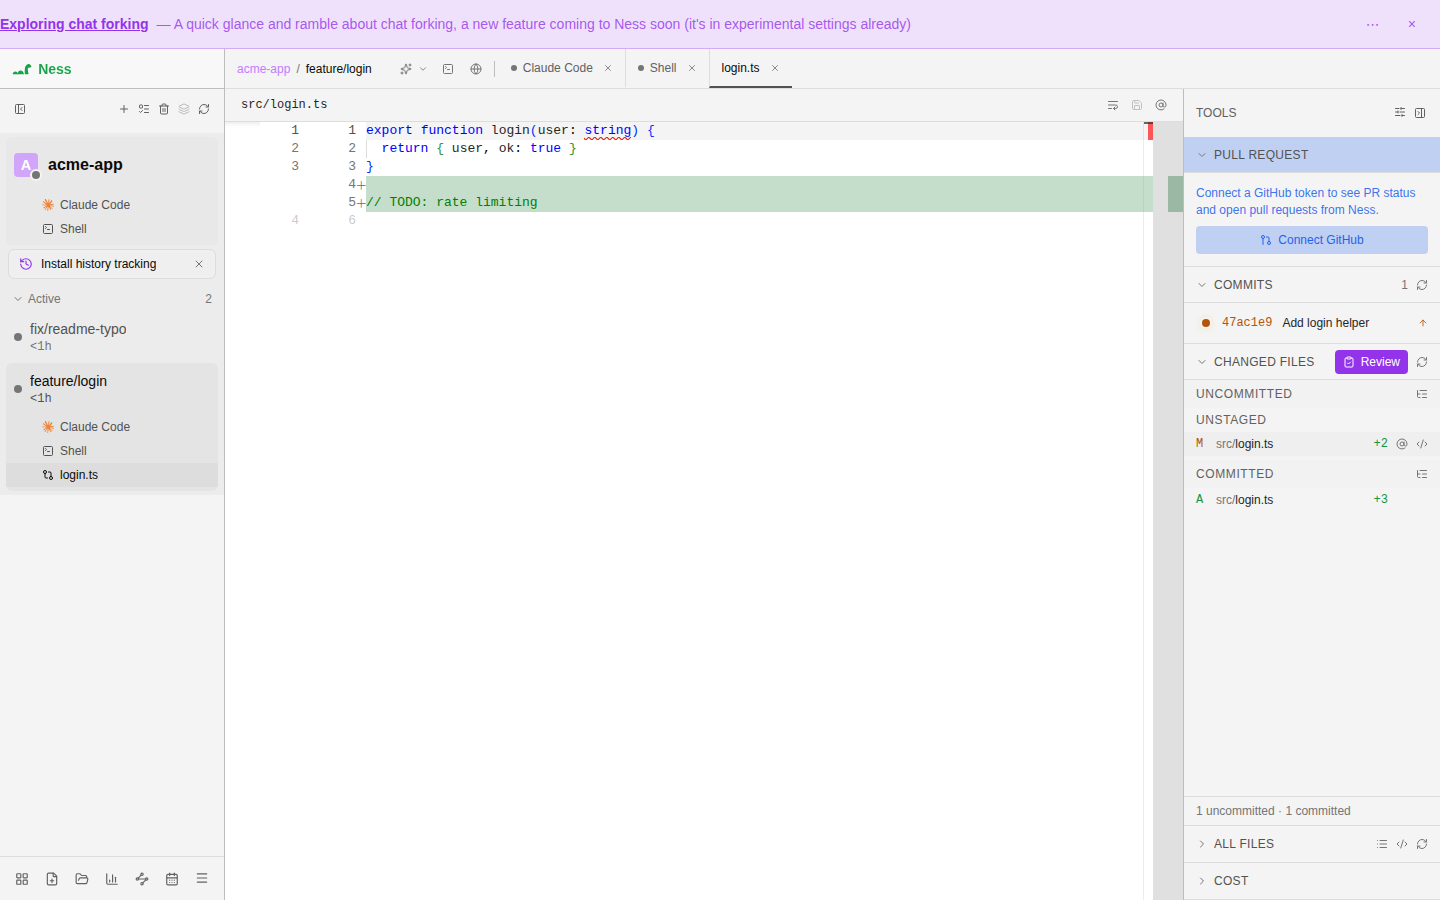 Exploring chat forking — A quick glance and ramble about chat forking, a new feature coming to Ness soon (it's in experimental settings already)
Ness
acme-app / feature/login
Claude Code
Shell
login.ts
A
acme-app
Claude Code
Shell
Install history tracking
Active 2
fix/readme-typo
<1h
feature/login
<1h
Claude Code
Shell
login.ts
src/login.ts
1 1 export function login(user: string) {
2 2 return { user, ok: true }
3 3 }
4+
5+ // TODO: rate limiting
4 6
TOOLS
PULL REQUEST
Connect a GitHub token to see PR status
and open pull requests from Ness.
Connect GitHub
COMMITS 1
47ac1e9 Add login helper
CHANGED FILES Review
UNCOMMITTED
UNSTAGED
M src/login.ts +2
COMMITTED
A src/login.ts +3
1 uncommitted · 1 committed
ALL FILES
COST